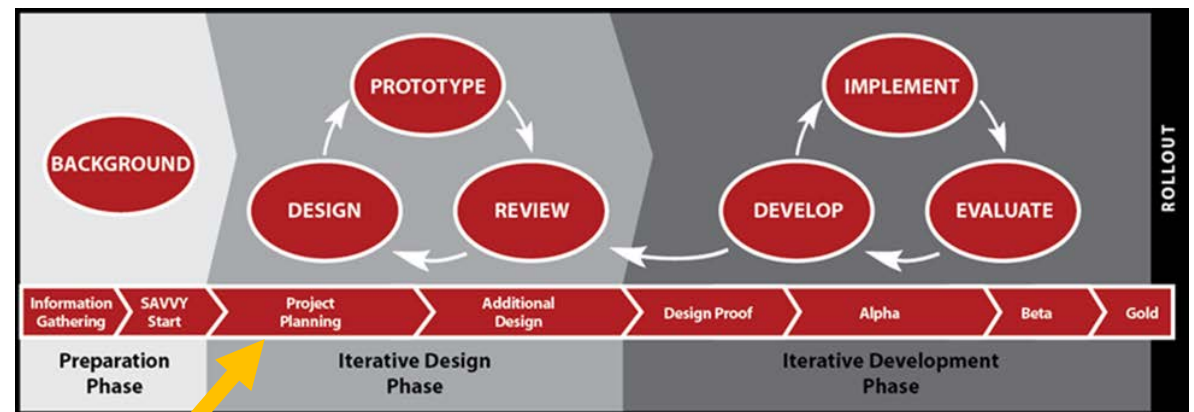 BACKGROUND
PROTOTYPE
DESIGN
REVIEW
IMPLEMENT
DEVELOP
EVALUATE
ROLLOUT
Information
Gathering
SAVVY
Start
Project
Planning
Additional
Design
Design Proof
Alpha
Beta
Gold
Preparation
Phase
Iterative Design
Phase
Iterative Development
Phase